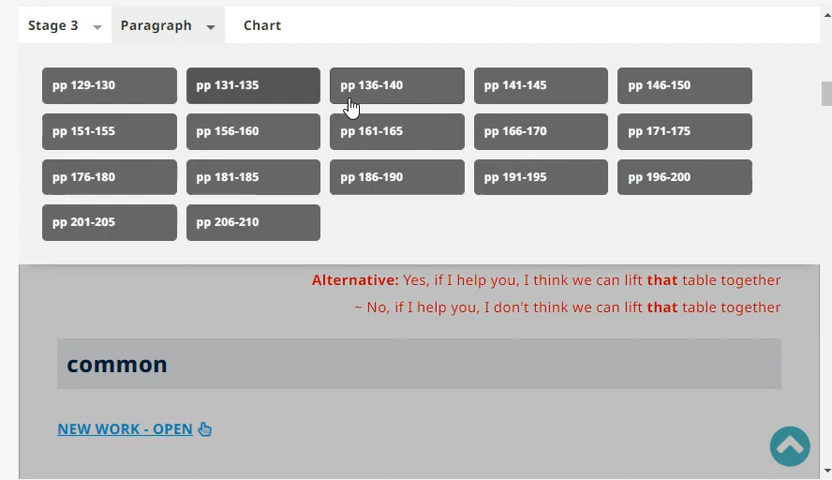 Stage 3 Paragraph Chart
pp 129-130 pp 131-135 pp 136-140 pp 141-145 pp 146-150
pp 151-155 pp 156-160 pp 161-165 pp 166-170 pp 171-175
pp 176-180 pp 181-185 pp 186-190 pp 191-195 pp 196-200
pp 201-205 pp 206-210
Alternative: Yes, if I help you, I think we can lift that table together
~ No, if I help you, I don't think we can lift that table together
common
NEW WORK - OPEN